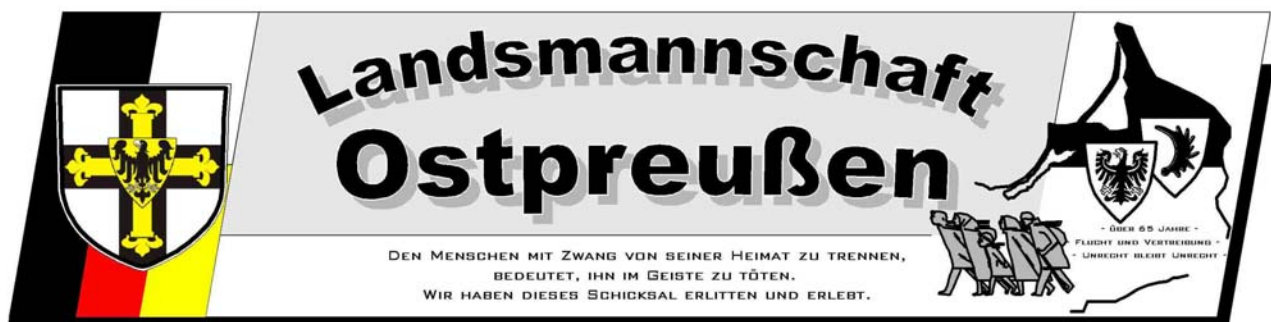 Landsmannschaft
Ostpreußen
DEN MENSCHEN MIT ZWANG VON SEINER HEIMAT ZU TRENNEN,
BEDEUTET, IHN IM GEISTE ZU TÖTEN.
WIR HABEN DIESES SCHICKSAL ERLITTEN UND ERLEBT.
- ÜBER 65 JAHRE -
FLUCHT UND VERTREIBUNG -
- UNRECHT BLEIBT UNRECHT -